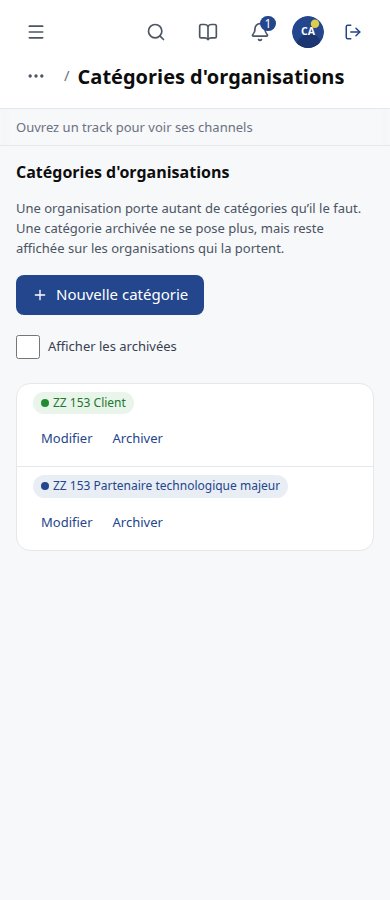 1
CA
/ Catégories d'organisations
Ouvrez un track pour voir ses channels
Catégories d'organisations
Une organisation porte autant de catégories qu'il le faut.
Une catégorie archivée ne se pose plus, mais reste
affichée sur les organisations qui la portent.
+ Nouvelle catégorie
Afficher les archivées
ZZ 153 Client
Modifier Archiver
ZZ 153 Partenaire technologique majeur
Modifier Archiver